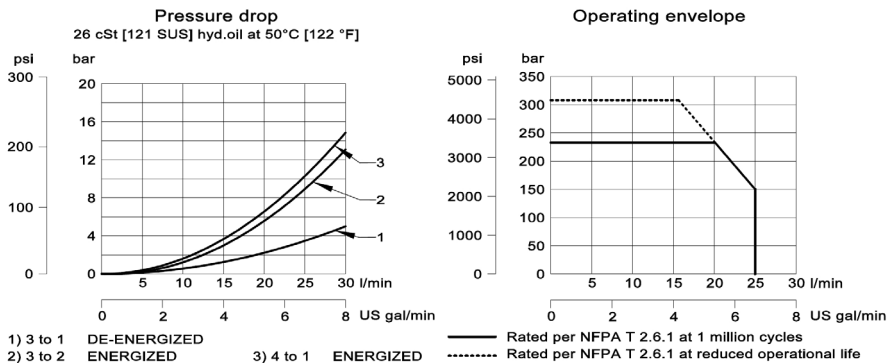 Pressure drop
26 cSt [121 SUS] hyd.oil at 50°C [122 °F]
psi bar
300 20
16
200
12
3
8
2
100
4
1
0 0
5 10 15 20 25 30 l/min
0 2 4 6 8 US gal/min
1) 3 to 1 DE-ENERGIZED
2) 3 to 2 ENERGIZED 3) 4 to 1 ENERGIZED
Operating envelope
psi bar
5000 350
300
4000
250
3000 200
150
2000
100
1000
50
0 0
5 10 15 20 25 30 l/min
0 2 4 6 8 US gal/min
Rated per NFPA T 2.6.1 at 1 million cycles
Rated per NFPA T 2.6.1 at reduced operational life